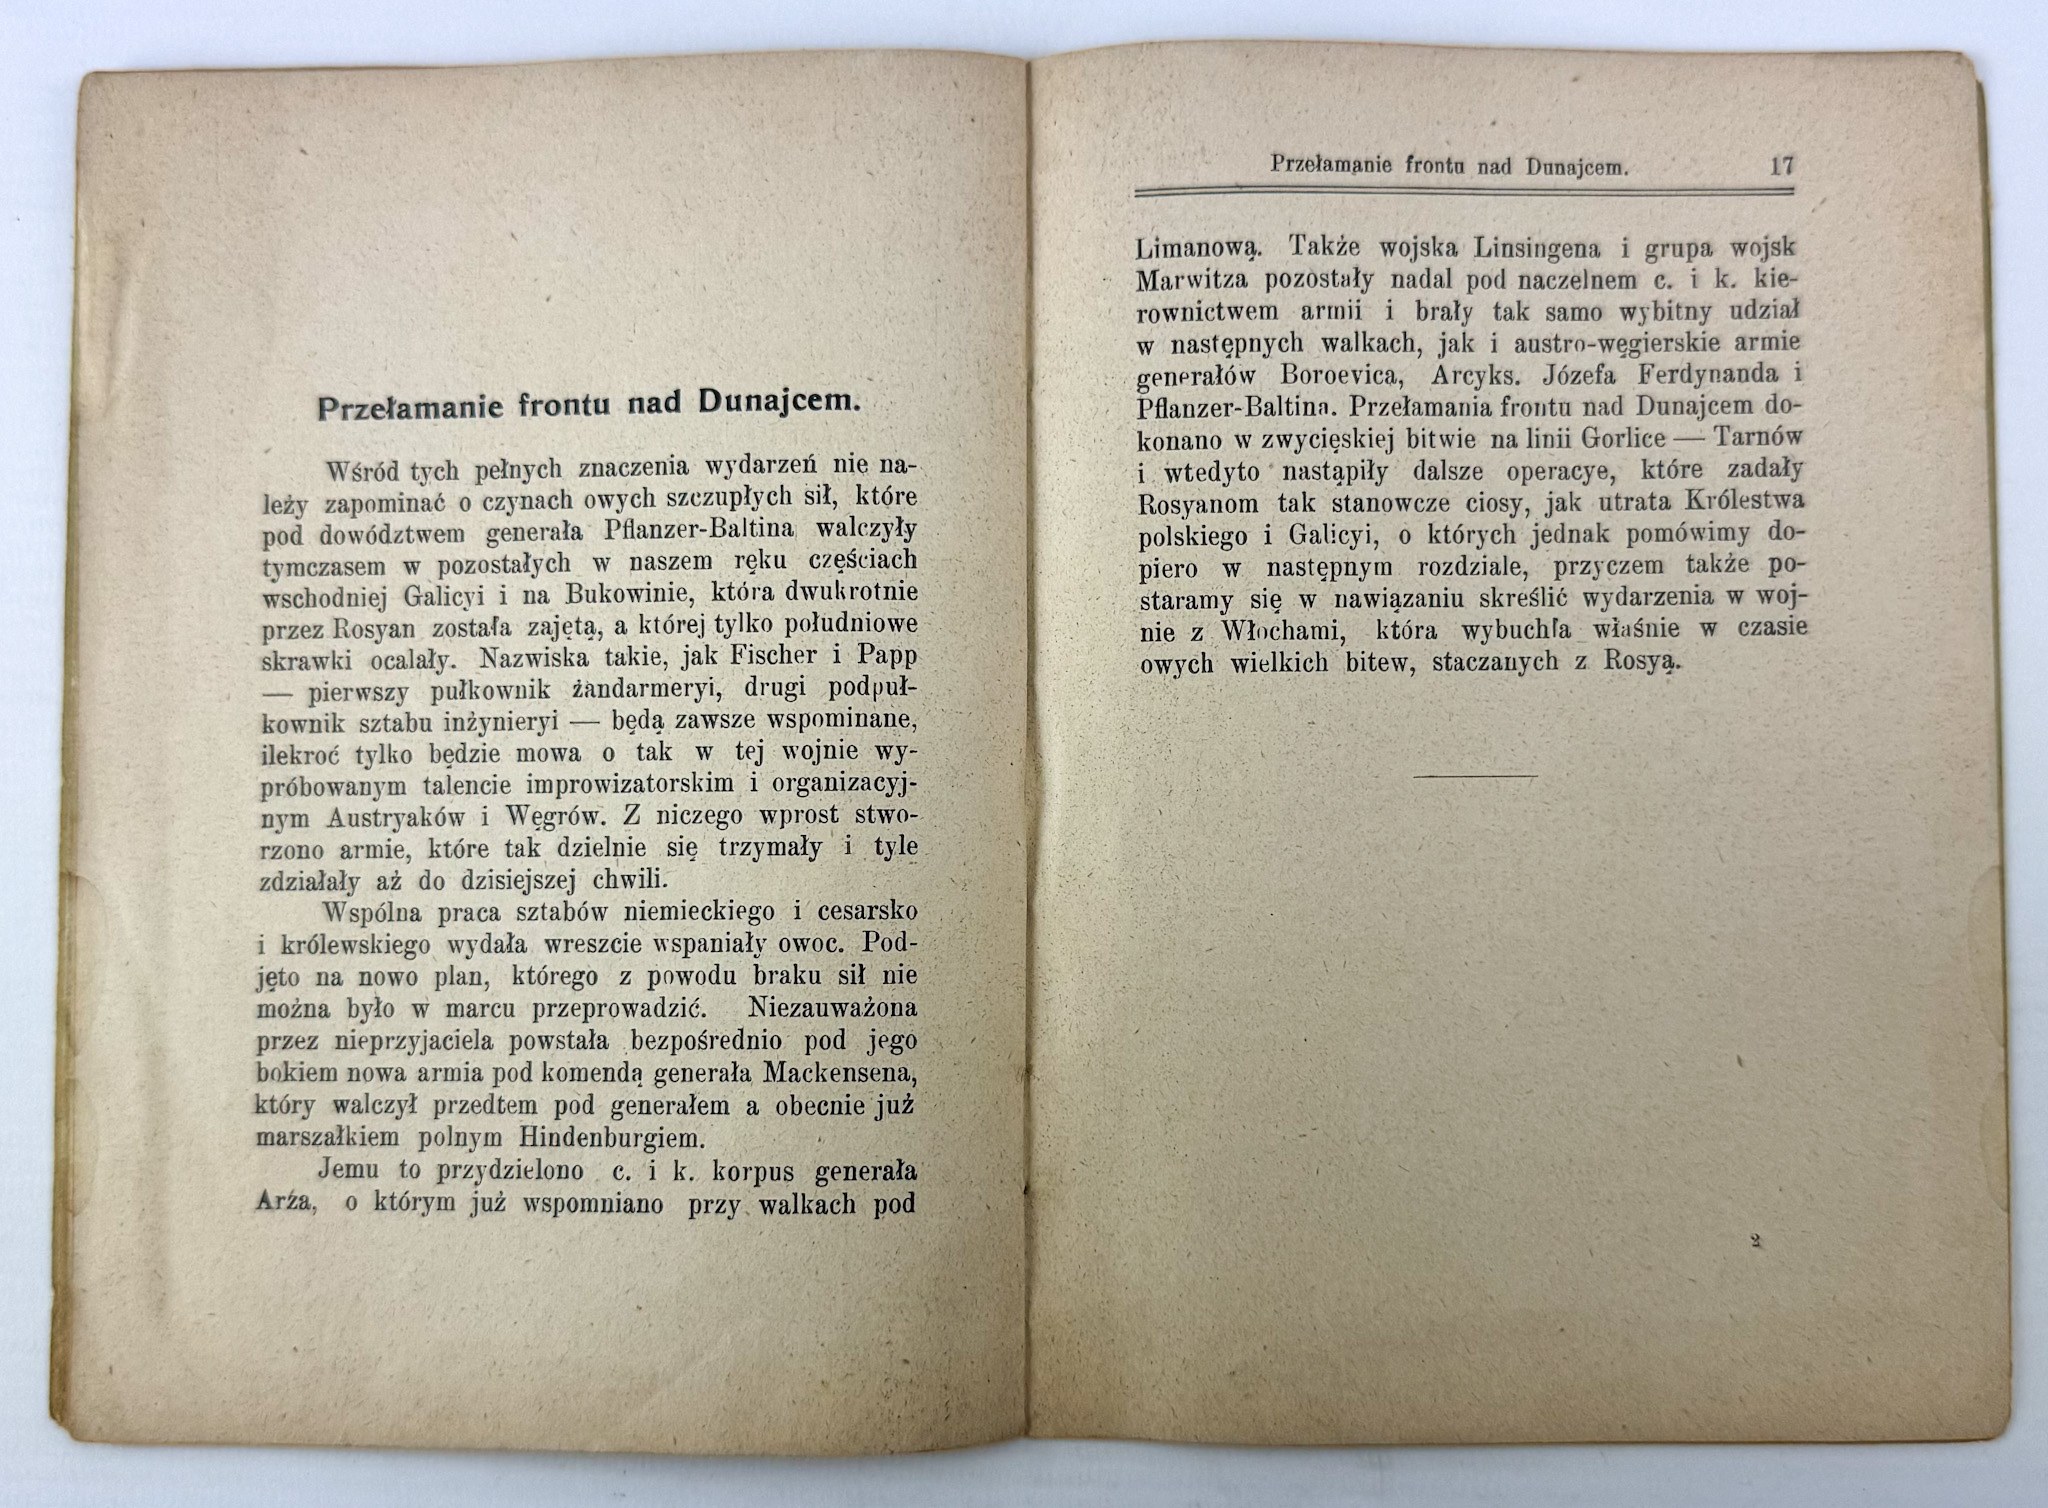 Przełamanie frontu nad Dunajcem.
Wśród tych pełnych znaczenia wydarzeń nie na-
leży zapominać o czynach owych szczupłych sił, które
pod dowództwem generała Pflanzer-Baltina walczyły
tymczasem w pozostałych w naszem ręku częściach
wschodniej Galicyi i na Bukowinie, która dwukrotnie
przez Rosyan została zajętą, a której tylko południowe
skrawki ocalały. Nazwiska takie, jak Fischer i Papp
— pierwszy pułkownik żandarmeryi, drugi podpuł-
kownik sztabu inżynieryi — będą zawsze wspominane,
ilekroć tylko będzie mowa o tak w tej wojnie wy-
próbowanym talencie improwizatorskim i organizacyj-
nym Austryaków i Węgrów. Z niczego wprost stwo-
rzono armie, które tak dzielnie się trzymały i tyle
zdziałały aż do dzisiejszej chwili.
Wspólna praca sztabów niemieckiego i cesarsko
i królewskiego wydała wreszcie wspaniały owoc. Pod-
jęto na nowo plan, którego z powodu braku sił nie
można było w marcu przeprowadzić. Niezauważona
przez nieprzyjaciela powstała bezpośrednio pod jego
bokiem nowa armia pod komendą generała Mackensena,
który walczył przedtem pod generałem a obecnie już
marszałkiem polnym Hindenburgiem.
Jemu to przydzielono c. i k. korpus generała
Arźa, o którym już wspomniano przy walkach pod
Przełamanie frontu nad Dunajcem. 17
Limanową. Także wojska Linsingena i grupa wojsk
Marwitza pozostały nadal pod naczelnem c. i k. kie-
rownictwem armii i brały tak samo wybitny udział
w następnych walkach, jak i austro-węgierskie armie
generałów Boroevica, Arcyks. Józefa Ferdynanda i
Pflanzer-Baltina. Przełamania frontu nad Dunajcem do-
konano w zwycięskiej bitwie na linii Gorlice — Tarnów
i wtedyto nastąpiły dalsze operacye, które zadały
Rosyanom tak stanowcze ciosy, jak utrata Królestwa
polskiego i Galicyi, o których jednak pomówimy do-
piero w następnym rozdziale, przyczem także po-
staramy się w nawiązaniu skreślić wydarzenia w woj-
nie z Włochami, która wybuchła właśnie w czasie
owych wielkich bitew, staczanych z Rosyą.
2